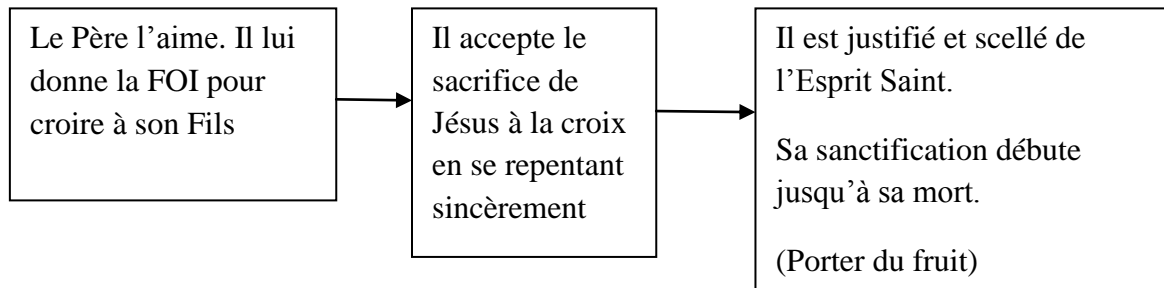 Le Père l’aime. Il lui
donne la FOI pour
croire à son Fils
Il accepte le
sacrifice de
Jésus à la croix
en se repentant
sincèrement
Il est justifié et scellé de
l’Esprit Saint.
Sa sanctification débute
jusqu’à sa mort.
(Porter du fruit)